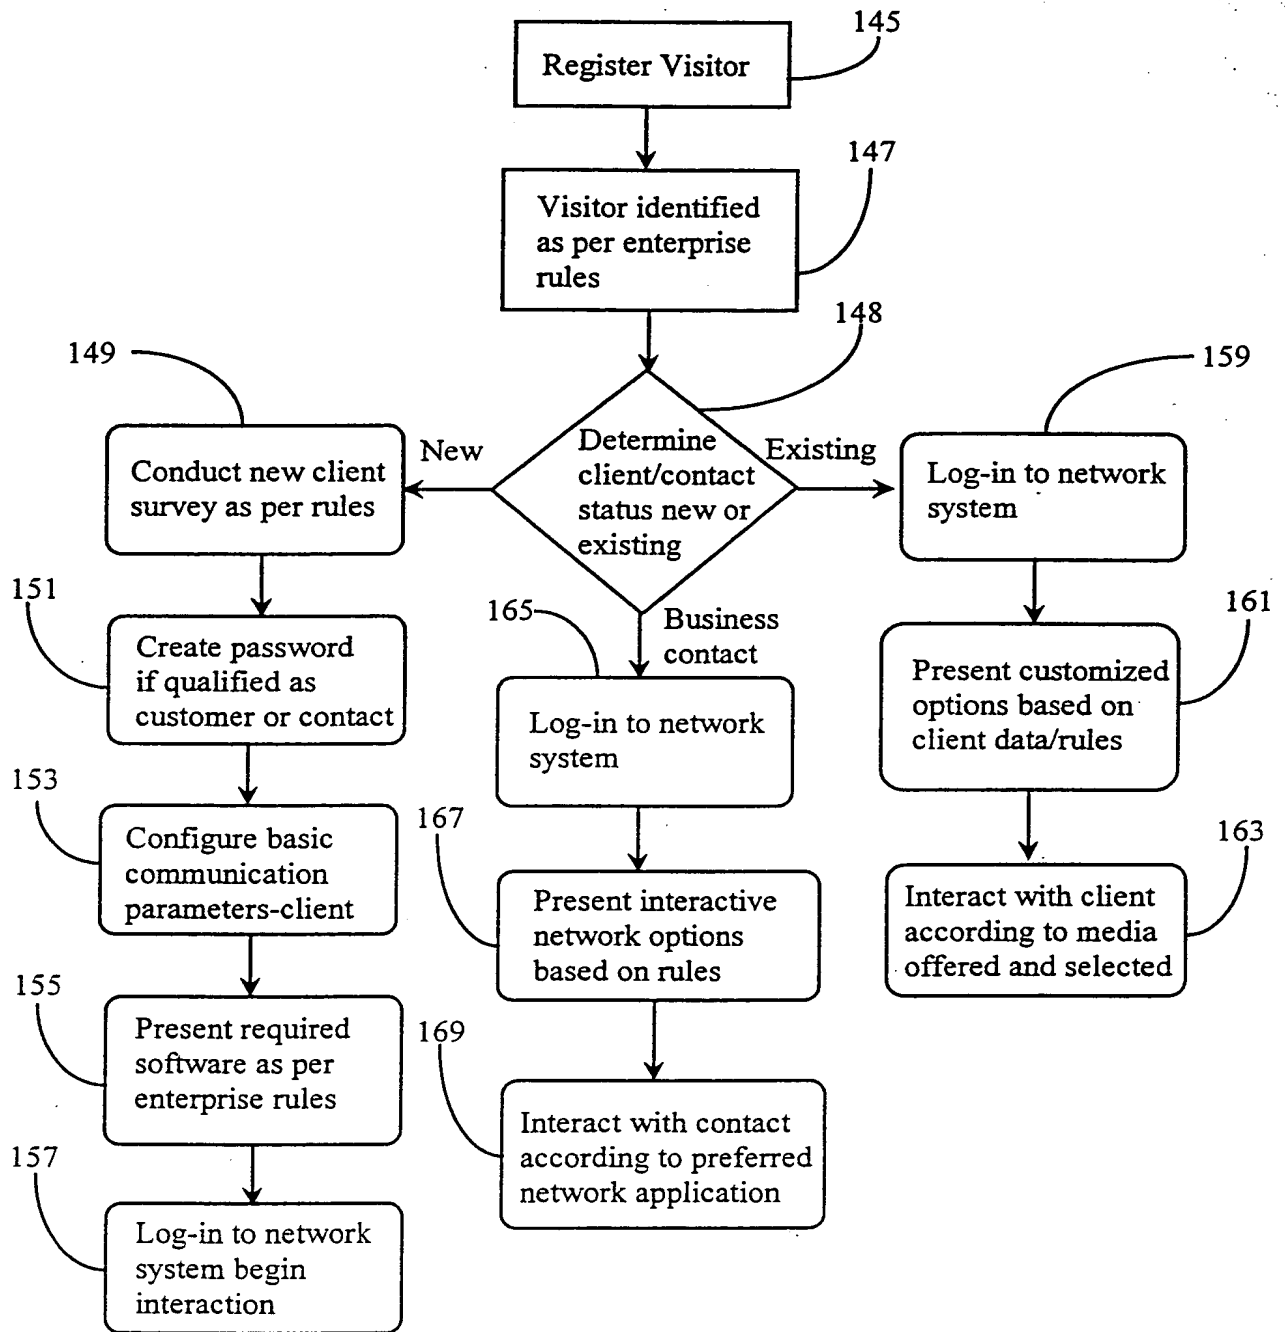 145
Register Visitor
147
Visitor identified
as per enterprise
rules
148
149
159
New
Determine
client/contact
status new or
existing
Existing
Conduct new client
survey as per rules
Log-in to network
system
151
Create password
if qualified as
customer or contact
165
Business
contact
161
Present customized
options based on
client data/rules
Log-in to network
system
153
Configure basic
communication
parameters-client
167
Present interactive
network options
based on rules
163
Interact with client
according to media
offered and selected
155
Present required
software as per
enterprise rules
169
Interact with contact
according to preferred
network application
157
Log-in to network
system begin
interaction